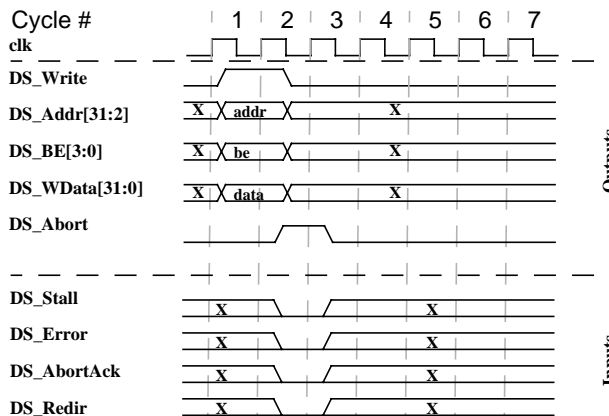 Cycle # 1 2 3 4 5 6 7
clk
DS_Write
DS_Addr[31:2] X addr X
DS_BE[3:0] X be X
DS_WData[31:0] X data X
DS_Abort
Outputs
DS_Stall X X
DS_Error X X
DS_AbortAck X X
DS_Redir X X
Inputs